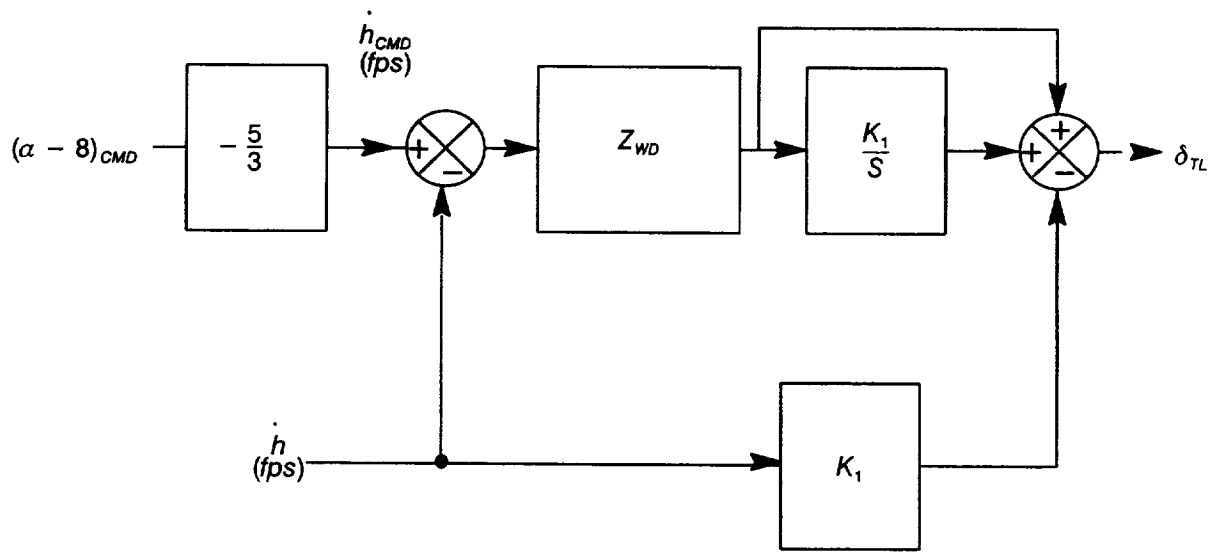 ḣCMD
(fps)
(α − 8)CMD
− 5/3
+
−
ZWD
K1
S
+
+
−
δTL
ḣ
(fps)
K1